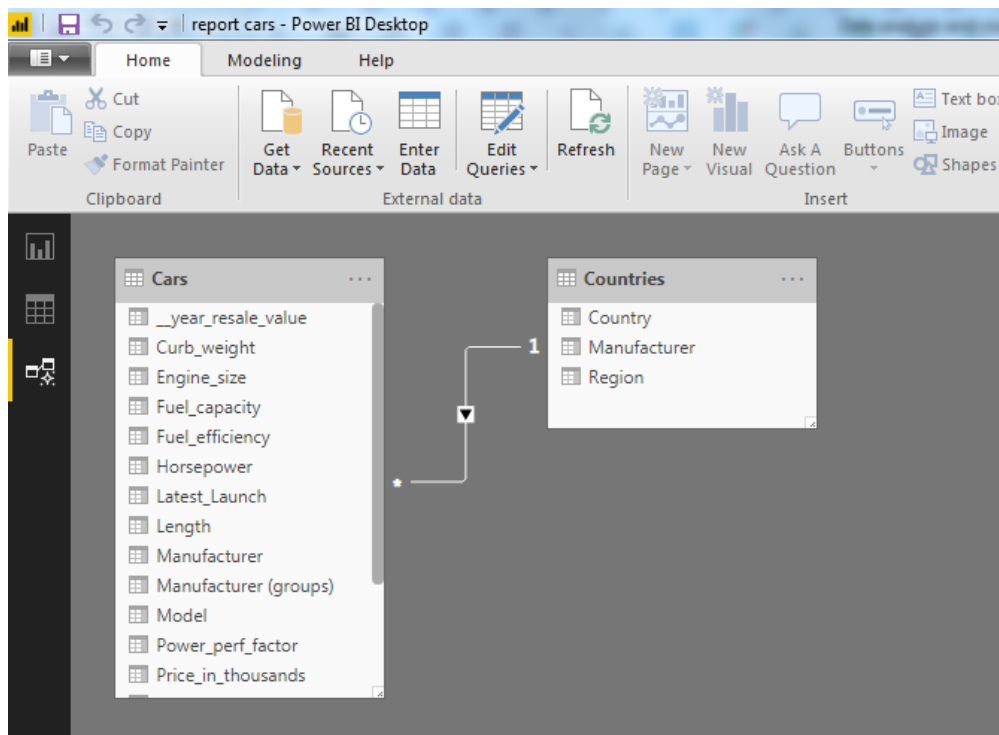 report cars - Power BI Desktop
Home Modeling Help
Paste
Cut
Copy
Format Painter
Clipboard
Get Data
Recent Sources
Enter Data
Edit Queries
External data
Refresh
New Page
New Visual
Ask A Question
Buttons
Text box
Image
Shapes
Insert
Cars ...
__year_resale_value
Curb_weight
Engine_size
Fuel_capacity
Fuel_efficiency
Horsepower
Latest_Launch
Length
Manufacturer
Manufacturer (groups)
Model
Power_perf_factor
Price_in_thousands
*
1
Countries ...
Country
Manufacturer
Region